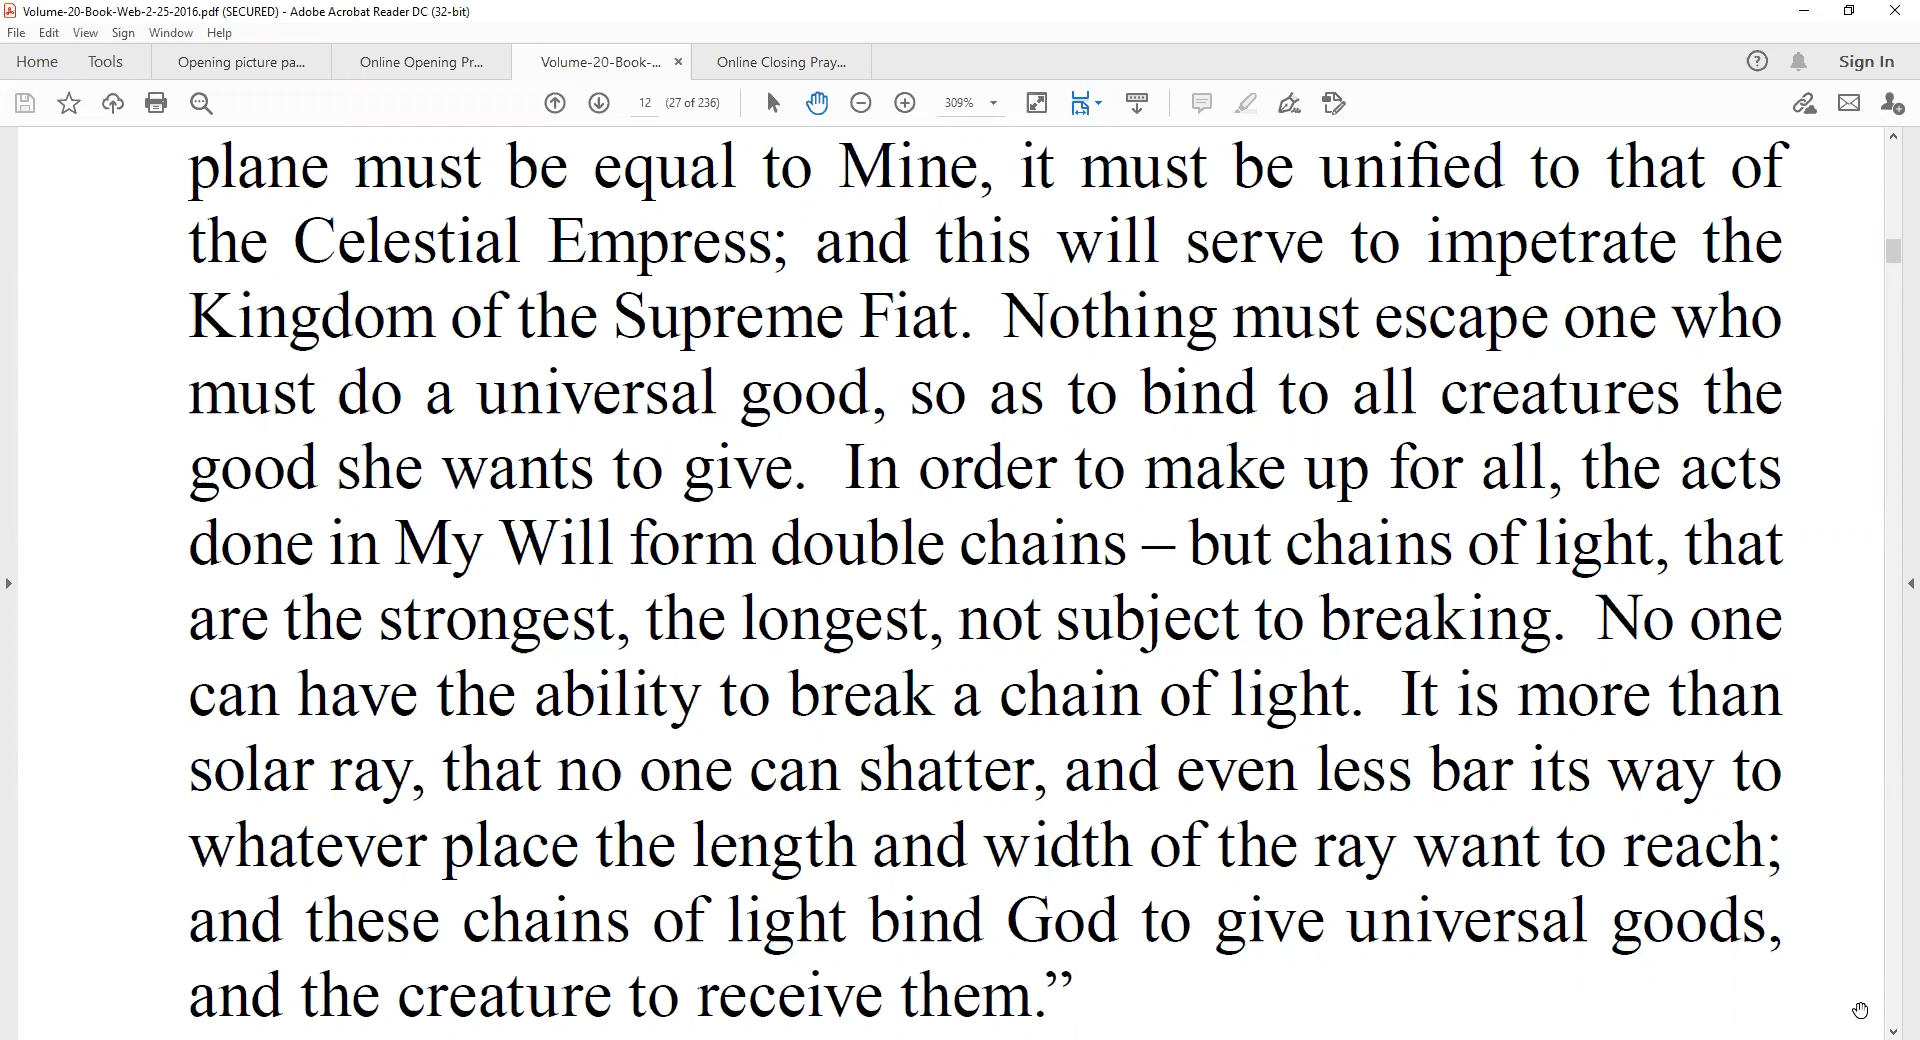 Volume-20-Book-Web-2-25-2016.pdf (SECURED) - Adobe Acrobat Reader DC (32-bit)
File Edit View Sign Window Help
Home Tools Opening picture pa... Online Opening Pr... Volume-20-Book-... × Online Closing Pray... Sign In
12 (27 of 236) 309%
plane must be equal to Mine, it must be unified to that of
the Celestial Empress; and this will serve to impetrate the
Kingdom of the Supreme Fiat. Nothing must escape one who
must do a universal good, so as to bind to all creatures the
good she wants to give. In order to make up for all, the acts
done in My Will form double chains – but chains of light, that
are the strongest, the longest, not subject to breaking. No one
can have the ability to break a chain of light. It is more than
solar ray, that no one can shatter, and even less bar its way to
whatever place the length and width of the ray want to reach;
and these chains of light bind God to give universal goods,
and the creature to receive them.”